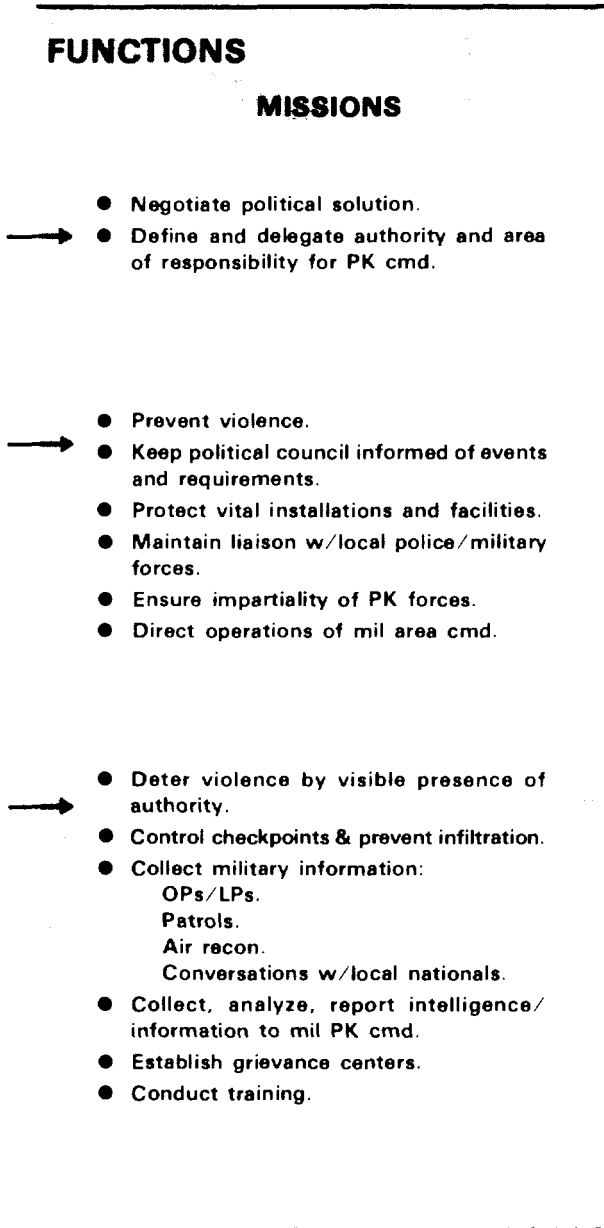 FUNCTIONS
MISSIONS
● Negotiate political solution.
● Define and delegate authority and area
of responsibility for PK cmd.
● Prevent violence.
● Keep political council informed of events
and requirements.
● Protect vital installations and facilities.
● Maintain liaison w/local police/military
forces.
● Ensure impartiality of PK forces.
● Direct operations of mil area cmd.
● Deter violence by visible presence of
authority.
● Control checkpoints & prevent infiltration.
● Collect military information:
OPs/LPs.
Patrols.
Air recon.
Conversations w/local nationals.
● Collect, analyze, report intelligence/
information to mil PK cmd.
● Establish grievance centers.
● Conduct training.